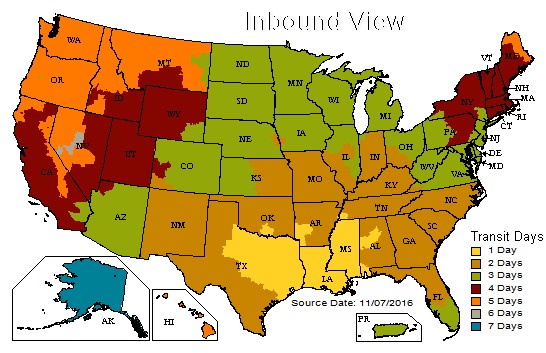 Inbound View
WA
MT
ND
MN
VT
ME
OR
ID
SD
WI
MI
NY
NH
MA
WY
RI
CT
NE
IA
PA
NJ
NV
UT
CO
IL
IN
OH
DE
MD
CA
KS
MO
WV
VA
KY
AZ
NM
OK
AR
TN
NC
SC
TX
LA
MS
AL
GA
FL
Transit Days
1 Day
2 Days
3 Days
4 Days
5 Days
6 Days
7 Days
Source Date: 11/07/2016
AK
HI
PR